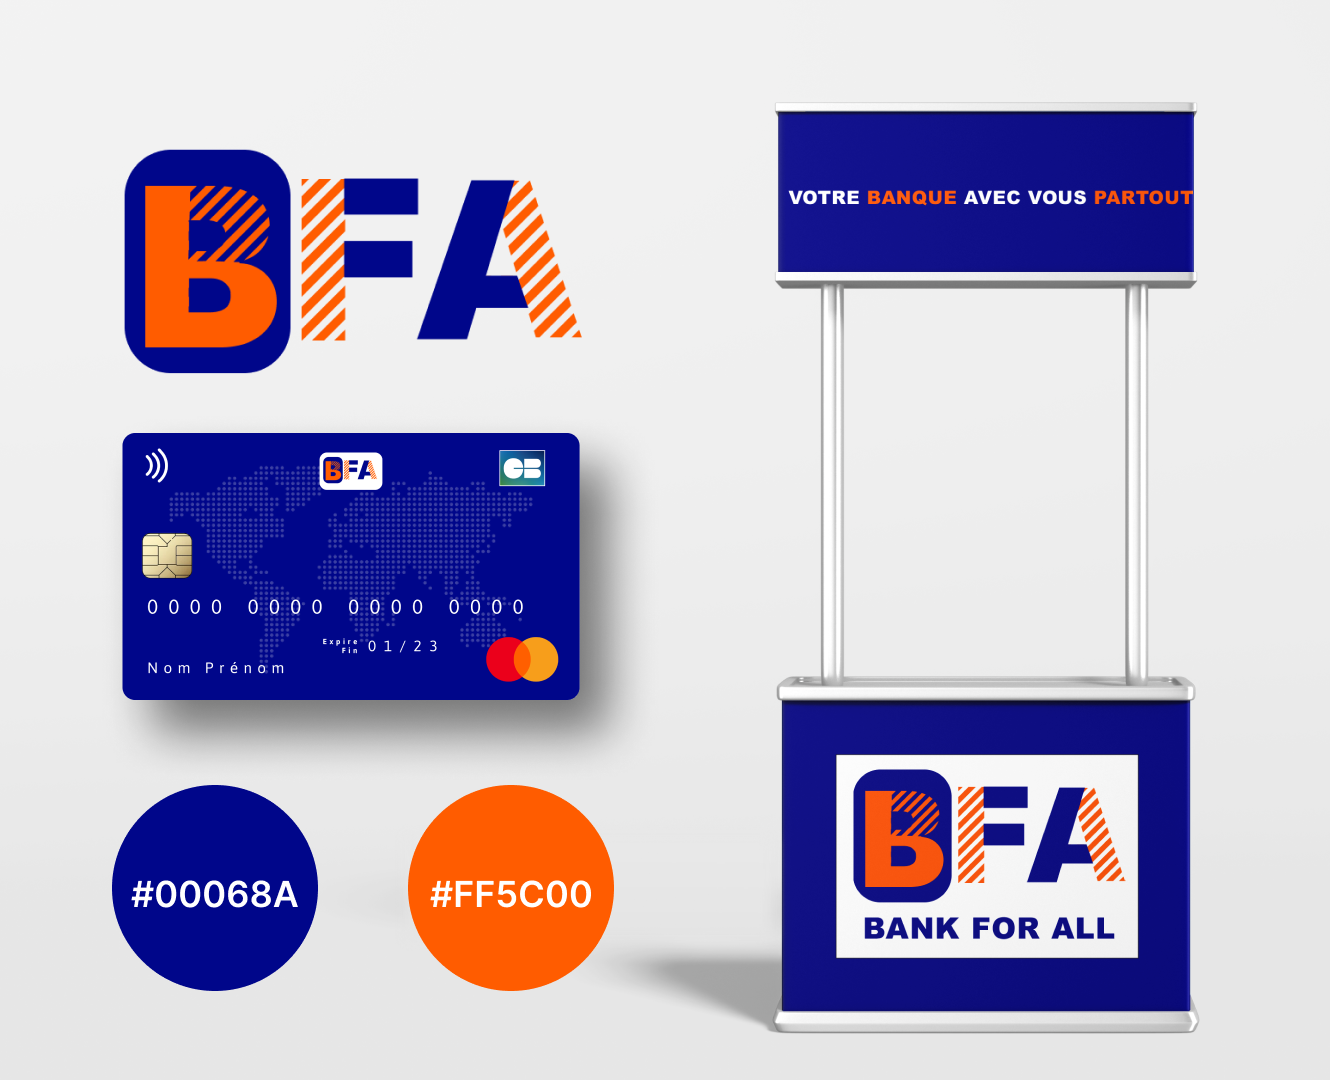 BFA
VOTRE BANQUE AVEC VOUS PARTOUT
BFA
CB
0000 0000 0000 0000
Expire
Fin 01/23
Nom Prénom
#00068A
#FF5C00
BFA
BANK FOR ALL